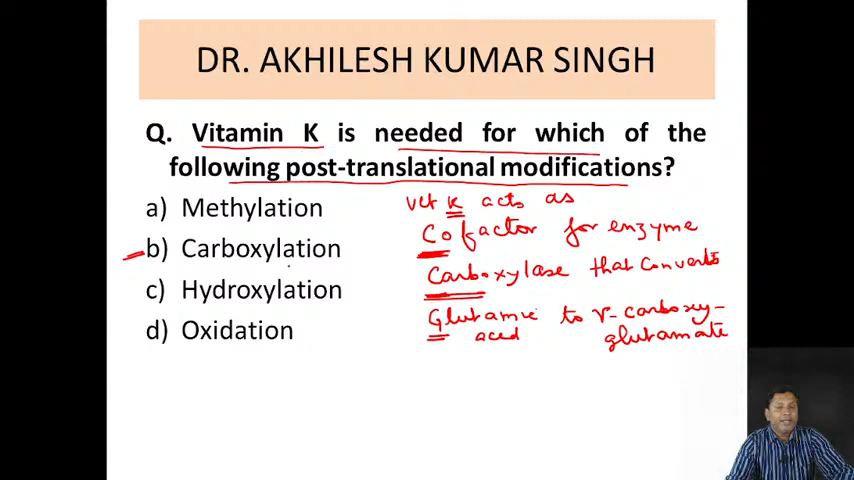 DR. AKHILESH KUMAR SINGH
Q. Vitamin K is needed for which of the
following post-translational modifications?
a) Methylation
b) Carboxylation
c) Hydroxylation
d) Oxidation
vit K acts as
Cofactor for enzyme
Carboxylase that converts
Glutamic to γ-carboxy-
acid glutamate